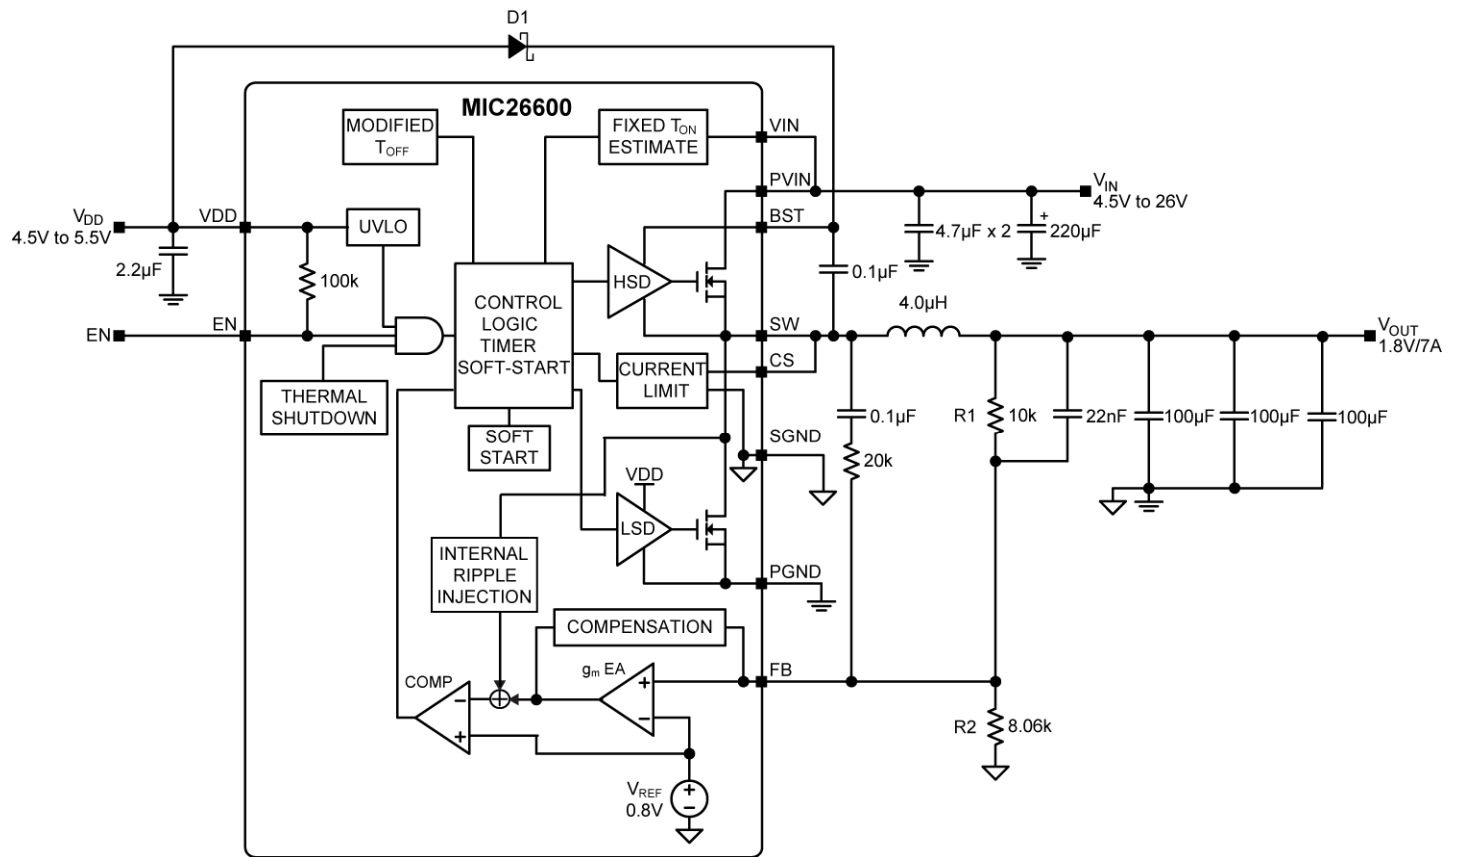 D1
MIC26600
MODIFIED
TOFF
FIXED TON
ESTIMATE
VIN
PVIN
VIN
4.5V to 26V
VDD
4.5V to 5.5V
VDD
UVLO
BST
4.7µF x 2
+
220µF
2.2µF
100k
HSD
0.1µF
CONTROL
LOGIC
TIMER
SOFT-START
4.0µH
EN
EN
SW
VOUT
1.8V/7A
CS
CURRENT
LIMIT
THERMAL
SHUTDOWN
0.1µF
R1
10k
22nF
100µF
100µF
100µF
SOFT
START
SGND
20k
VDD
LSD
INTERNAL
RIPPLE
INJECTION
PGND
COMPENSATION
gm EA
FB
COMP
+
−
−
+
R2
8.06k
VREF
0.8V
+
−